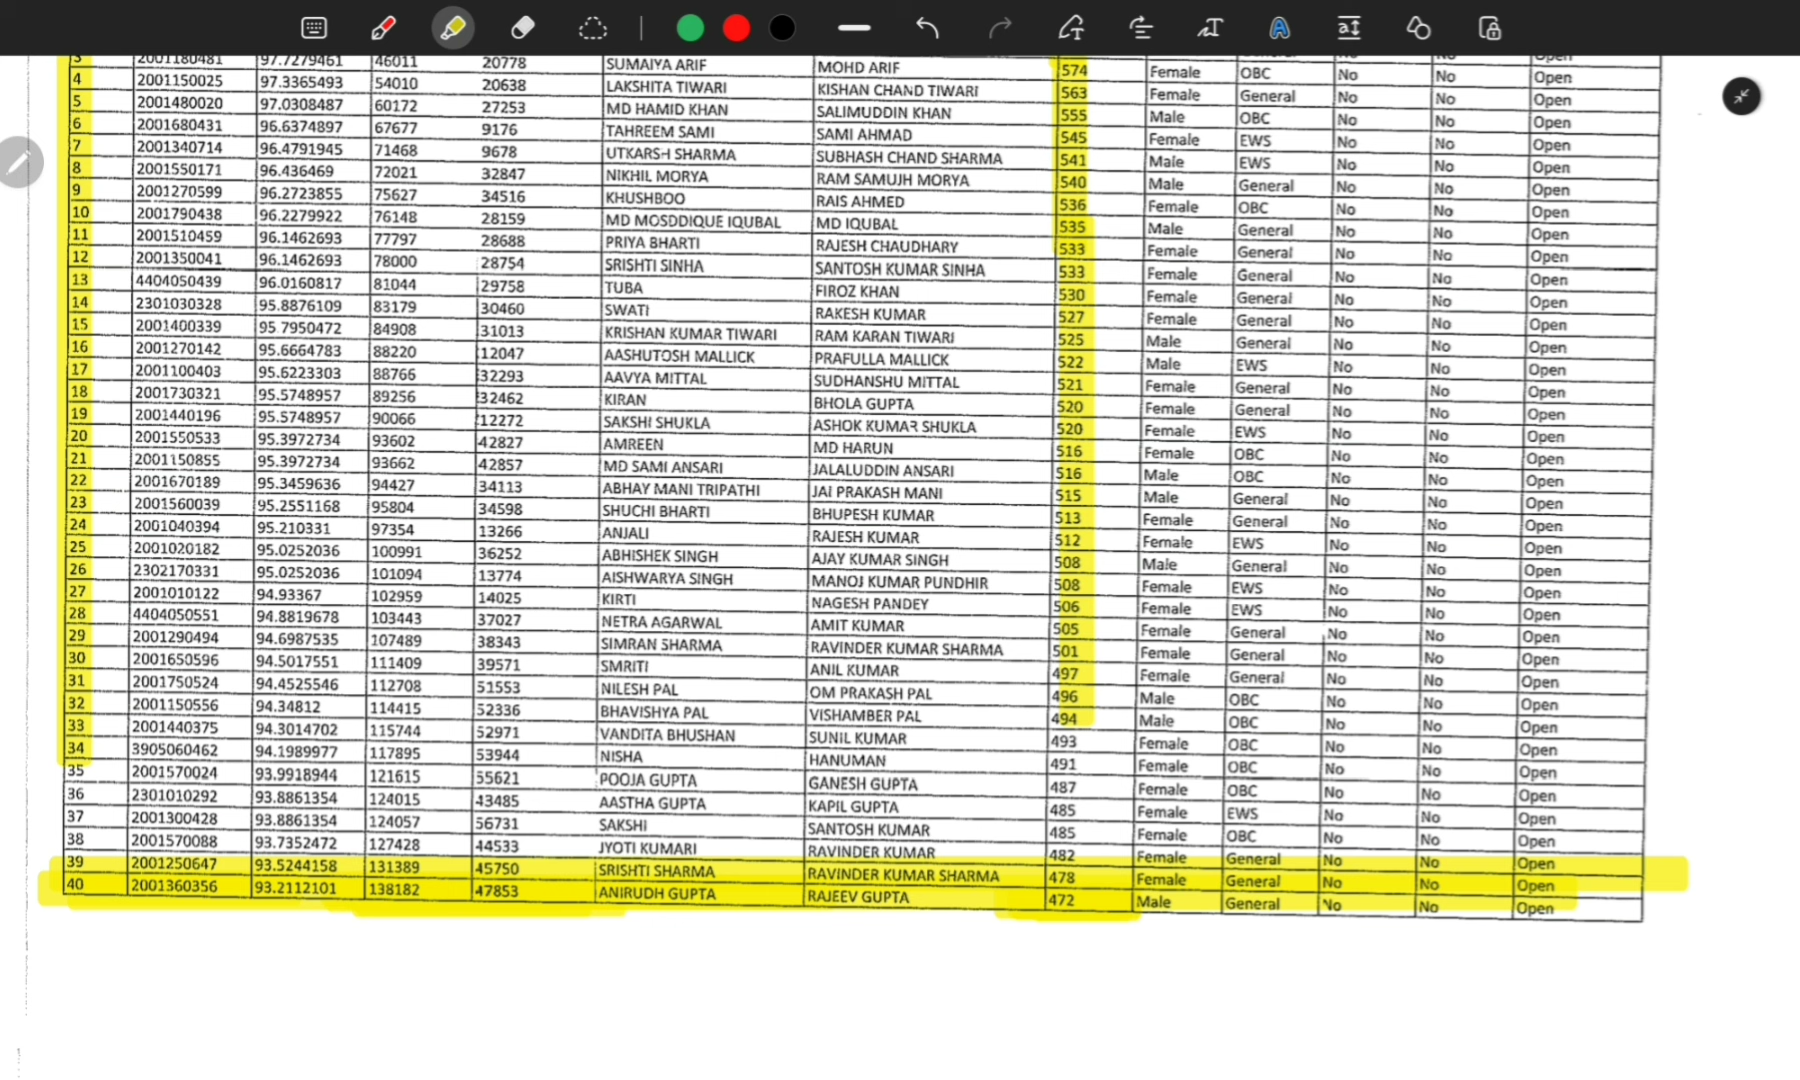 3 2001180481 97.7279461 46011 20778 SUMAIYA ARIF MOHD ARIF 574 Female OBC No No Open
4 2001150025 97.3365493 54010 20638 LAKSHITA TIWARI KISHAN CHAND TIWARI 563 Female General No No Open
5 2001480020 97.0308487 60172 27253 MD HAMID KHAN SALIMUDDIN KHAN 555 Male OBC No No Open
6 2001680431 96.6374897 67677 9176 TAHREEM SAMI SAMI AHMAD 545 Female EWS No No Open
7 2001340714 96.4791945 71468 9678 UTKARSH SHARMA SUBHASH CHAND SHARMA 541 Male EWS No No Open
8 2001550171 96.436469 72021 32847 NIKHIL MORYA RAM SAMUJH MORYA 540 Male General No No Open
9 2001270599 96.2723855 75627 34516 KHUSHBOO RAIS AHMED 536 Female OBC No No Open
10 2001790438 96.2279922 76148 28159 MD MOSDDIQUE IQUBAL MD IQUBAL 535 Male General No No Open
11 2001510459 96.1462693 77797 28688 PRIYA BHARTI RAJESH CHAUDHARY 533 Female General No No Open
12 2001350041 96.1462693 78000 28754 SRISHTI SINHA SANTOSH KUMAR SINHA 533 Female General No No Open
13 4404050439 96.0160817 81044 29758 TUBA FIROZ KHAN 530 Female General No No Open
14 2301030328 95.8876109 83179 30460 SWATI RAKESH KUMAR 527 Female General No No Open
15 2001400339 95.7950472 84908 31013 KRISHAN KUMAR TIWARI RAM KARAN TIWARI 525 Male General No No Open
16 2001270142 95.6664783 88220 12047 AASHUTOSH MALLICK PRAFULLA MALLICK 522 Male EWS No No Open
17 2001100403 95.6223303 88766 32293 AAVYA MITTAL SUDHANSHU MITTAL 521 Female General No No Open
18 2001730321 95.5748957 89256 32462 KIRAN BHOLA GUPTA 520 Female General No No Open
19 2001440196 95.5748957 90066 12272 SAKSHI SHUKLA ASHOK KUMAR SHUKLA 520 Female EWS No No Open
20 2001550533 95.3972734 93602 42827 AMREEN MD HARUN 516 Female OBC No No Open
21 2001150855 95.3972734 93662 42857 MD SAMI ANSARI JALALUDDIN ANSARI 516 Male OBC No No Open
22 2001670189 95.3459636 94427 34113 ABHAY MANI TRIPATHI JAI PRAKASH MANI 515 Male General No No Open
23 2001560039 95.2551168 95804 34598 SHUCHI BHARTI BHUPESH KUMAR 513 Female General No No Open
24 2001040394 95.210331 97354 13266 ANJALI RAJESH KUMAR 512 Female EWS No No Open
25 2001020182 95.0252036 100991 36252 ABHISHEK SINGH AJAY KUMAR SINGH 508 Male General No No Open
26 2302170331 95.0252036 101094 13774 AISHWARYA SINGH MANOJ KUMAR PUNDHIR 508 Female EWS No No Open
27 2001010122 94.93367 102959 14025 KIRTI NAGESH PANDEY 506 Female EWS No No Open
28 4404050551 94.8819678 103443 37027 NETRA AGARWAL AMIT KUMAR 505 Female General No No Open
29 2001290494 94.6987535 107489 38343 SIMRAN SHARMA RAVINDER KUMAR SHARMA 501 Female General No No Open
30 2001650596 94.5017551 111409 39571 SMRITI ANIL KUMAR 497 Female General No No Open
31 2001750524 94.4525546 112708 51553 NILESH PAL OM PRAKASH PAL 496 Male OBC No No Open
32 2001150556 94.34812 114415 52336 BHAVISHYA PAL VISHAMBER PAL 494 Male OBC No No Open
33 2001440375 94.3014702 115744 52971 VANDITA BHUSHAN SUNIL KUMAR 493 Female OBC No No Open
34 3905060462 94.1989977 117895 53944 NISHA HANUMAN 491 Female OBC No No Open
35 2001570024 93.9918944 121615 55621 POOJA GUPTA GANESH GUPTA 487 Female OBC No No Open
36 2301010292 93.8861354 124015 43485 AASTHA GUPTA KAPIL GUPTA 485 Female EWS No No Open
37 2001300428 93.8861354 124057 56731 SAKSHI SANTOSH KUMAR 485 Female OBC No No Open
38 2001570088 93.7352472 127428 44533 JYOTI KUMARI RAVINDER KUMAR 482 Female General No No Open
39 2001250647 93.5244158 131389 45750 SRISHTI SHARMA RAVINDER KUMAR SHARMA 478 Female General No No Open
40 2001360356 93.2112101 138182 47853 ANIRUDH GUPTA RAJEEV GUPTA 472 Male General No No Open